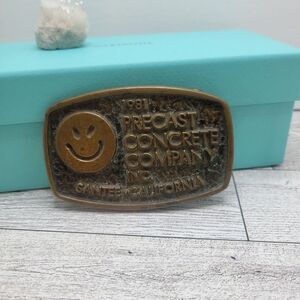 1981
PRECAST
CONCRETE
COMPANY
INC.
SANTEE, CALIFORNIA